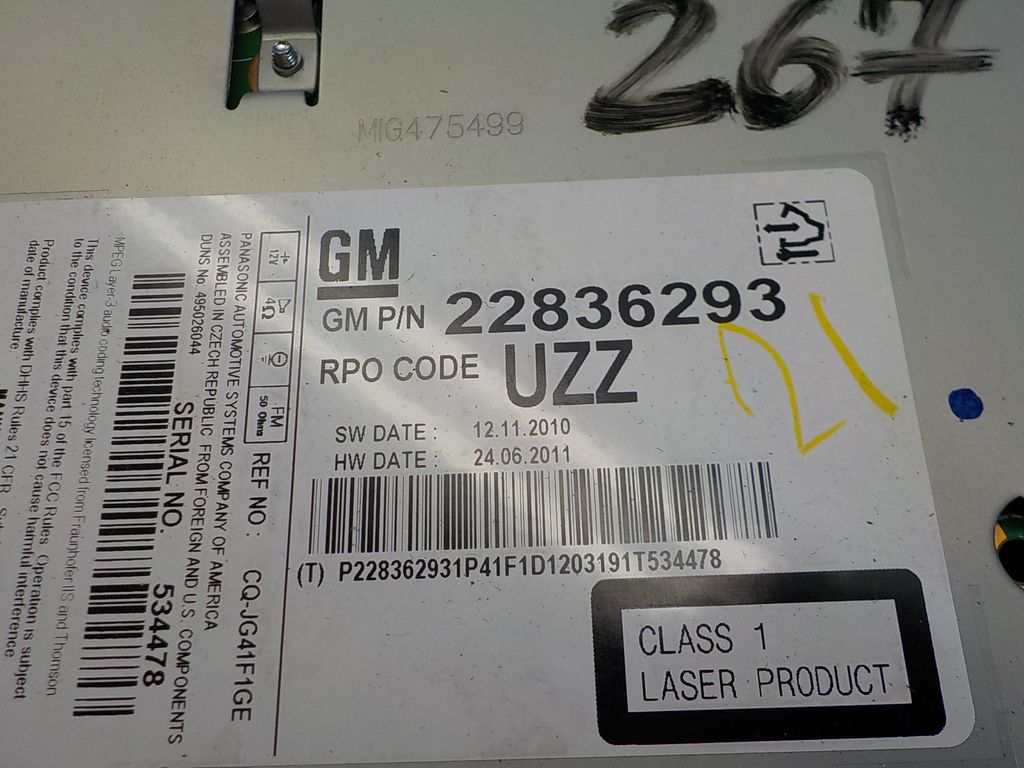 267
MIG475499
GM
GM P/N 22836293
RPO CODE UZZ
21
SW DATE : 12.11.2010
HW DATE : 24.06.2011
(T) P228362931P41F1D1203191T534478
CLASS 1
LASER PRODUCT
12V
4Ω
FM
50 Ohms
REF NO : CQ-JG41F1GE
PANASONIC AUTOMOTIVE SYSTEMS COMPANY OF AMERICA
ASSEMBLED IN CZECH REPUBLIC FROM FOREIGN AND U.S. COMPONENTS
DUNS No. 495026044
SERIAL NO. 534478
MPEG Layer-3 audio coding technology licensed from Fraunhofer IIS and Thomson
This device complies with part 15 of the FCC Rules. Operation is subject
to the condition that this device does not cause harmful interference
Product complies with DHHS Rules 21 CFR
date of manufacture.